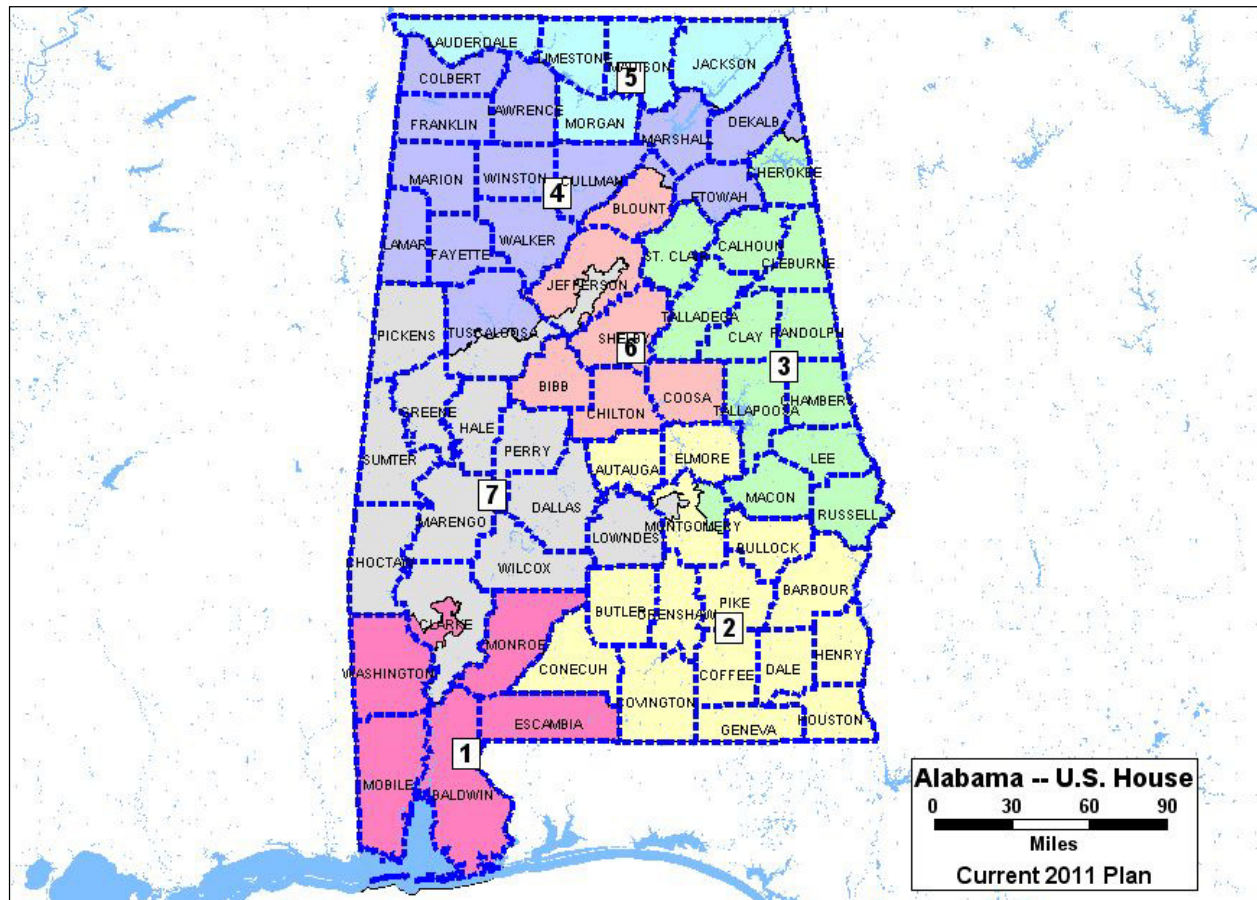 LAUDERDALE
LIMESTONE
MADISON
JACKSON
5
COLBERT
LAWRENCE
MORGAN
FRANKLIN
MARSHALL
DEKALB
CHEROKEE
MARION
WINSTON
4
CULLMAN
ETOWAH
BLOUNT
LAMAR
FAYETTE
WALKER
ST. CLAIR
CALHOUN
CLEBURNE
JEFFERSON
TALLADEGA
PICKENS
TUSCALOOSA
SHELBY
6
CLAY
RANDOLPH
3
BIBB
CHILTON
COOSA
TALLAPOOSA
CHAMBERS
GREENE
HALE
PERRY
AUTAUGA
ELMORE
LEE
SUMTER
7
DALLAS
MACON
RUSSELL
MARENGO
LOWNDES
MONTGOMERY
BULLOCK
CHOCTAW
WILCOX
BARBOUR
CLARKE
BUTLER
CRENSHAW
PIKE
2
MONROE
WASHINGTON
CONECUH
COFFEE
DALE
HENRY
COVINGTON
ESCAMBIA
GENEVA
HOUSTON
1
MOBILE
BALDWIN
Alabama -- U.S. House
0 30 60 90
Miles
Current 2011 Plan